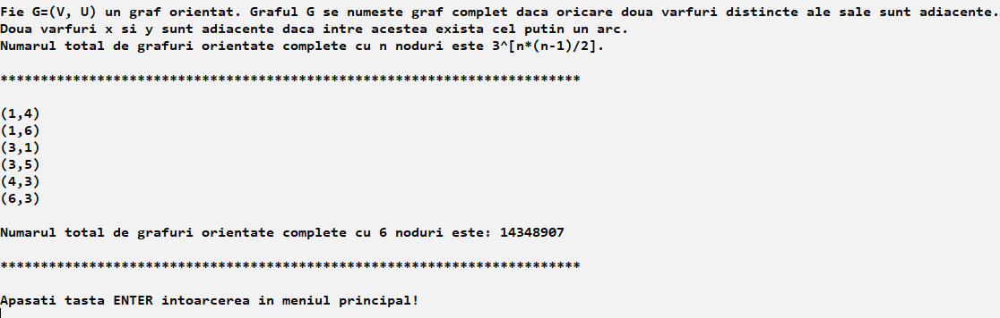 Fie G=(V, U) un graf orientat. Graful G se numeste graf complet daca oricare doua varfuri distincte ale sale sunt adiacente.
Doua varfuri x si y sunt adiacente daca intre acestea exista cel putin un arc.
Numarul total de grafuri orientate complete cu n noduri este 3^[n*(n-1)/2].
************************************************************************
(1,4)
(1,6)
(3,1)
(3,5)
(4,3)
(6,3)
Numarul total de grafuri orientate complete cu 6 noduri este: 14348907
************************************************************************
Apasati tasta ENTER intoarcerea in meniul principal!